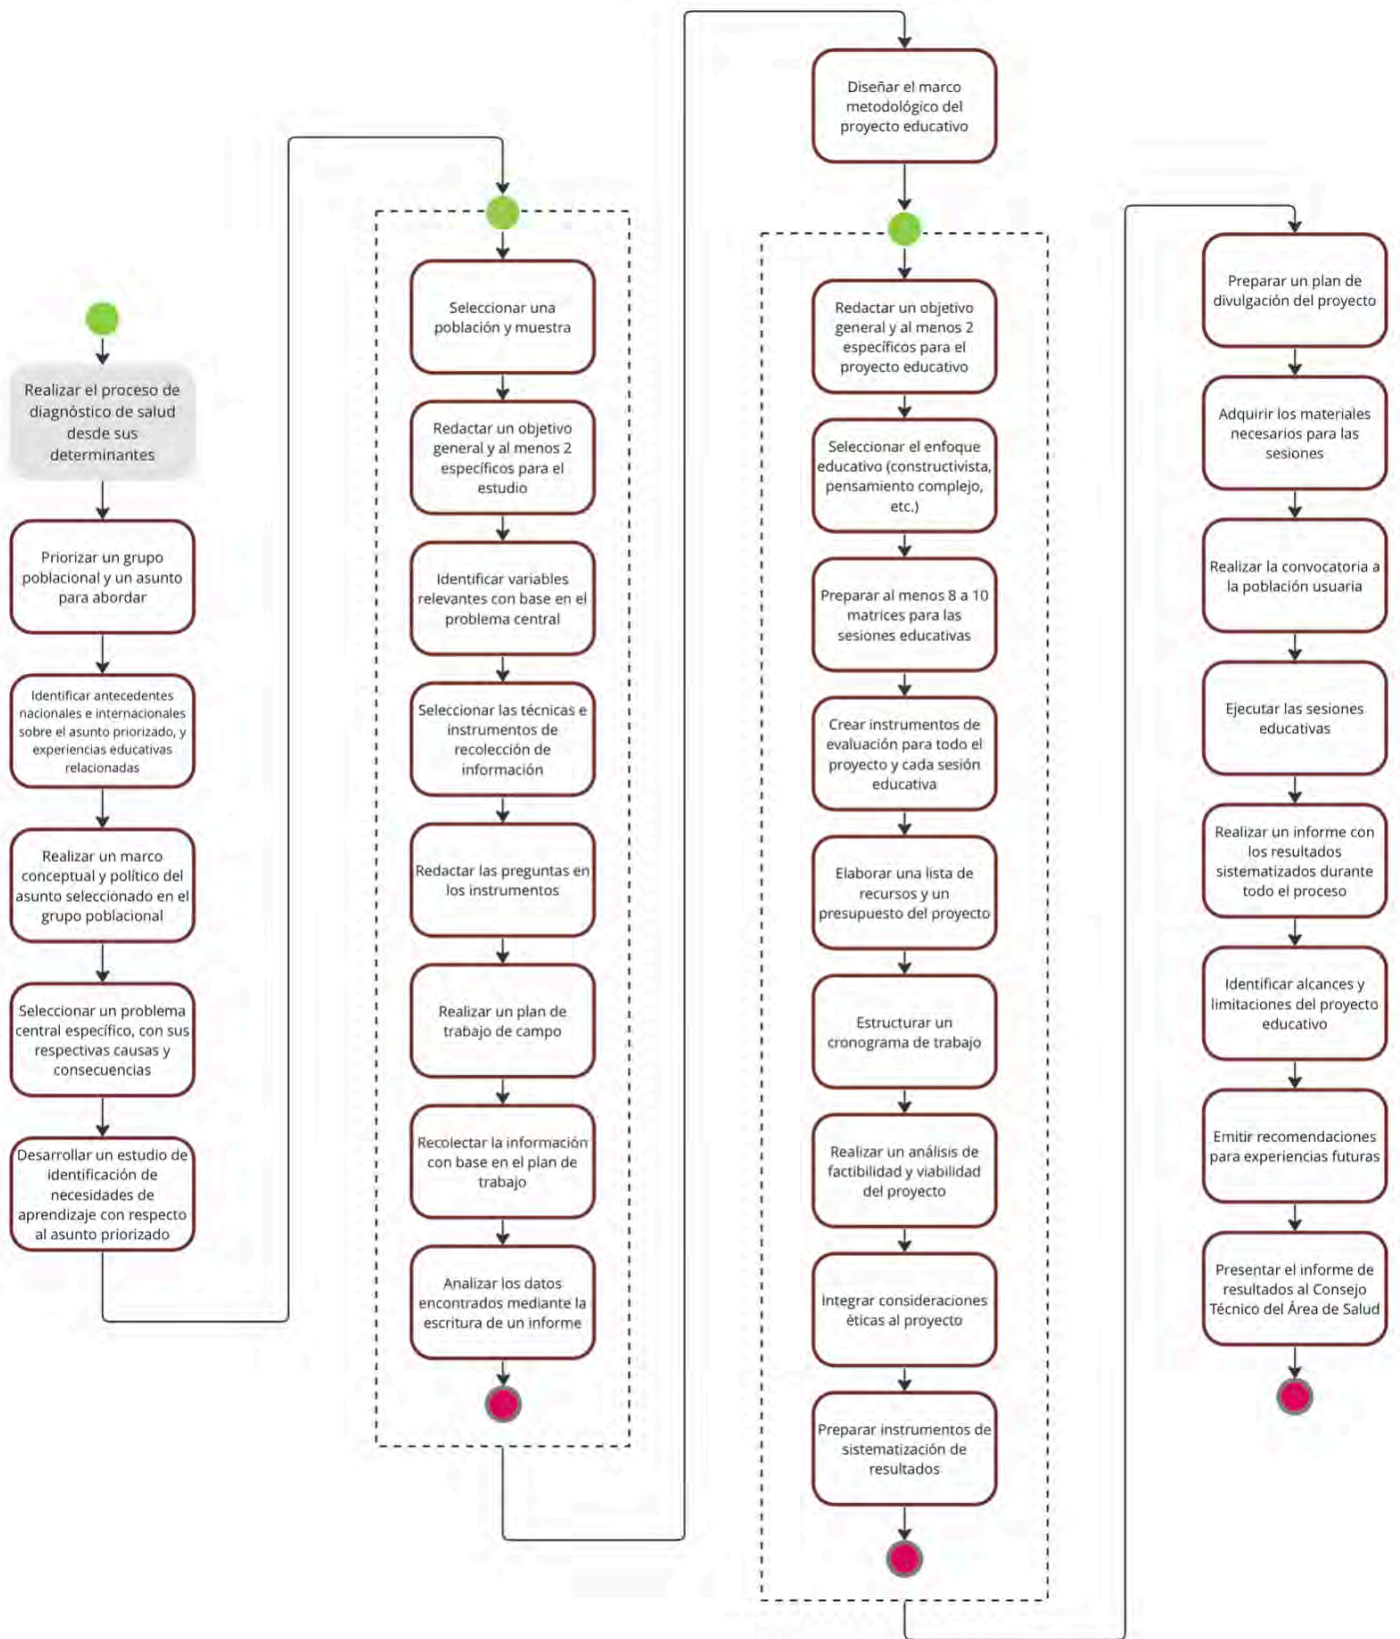 Realizar el proceso de
diagnóstico de salud
desde sus
determinantes
Priorizar un grupo
poblacional y un asunto
para abordar
Identificar antecedentes
nacionales e internacionales
sobre el asunto priorizado, y
experiencias educativas
relacionadas
Realizar un marco
conceptual y político del
asunto seleccionado en el
grupo poblacional
Seleccionar un problema
central específico, con sus
respectivas causas y
consecuencias
Desarrollar un estudio de
identificación de
necesidades de
aprendizaje con respecto
al asunto priorizado
Seleccionar una
población y muestra
Redactar un objetivo
general y al menos 2
específicos para el
estudio
Identificar variables
relevantes con base en el
problema central
Seleccionar las técnicas e
instrumentos de
recolección de
información
Redactar las preguntas en
los instrumentos
Realizar un plan de
trabajo de campo
Recolectar la información
con base en el plan de
trabajo
Analizar los datos
encontrados mediante la
escritura de un informe
Diseñar el marco
metodológico del
proyecto educativo
Redactar un objetivo
general y al menos 2
específicos para el
proyecto educativo
Seleccionar el enfoque
educativo (constructivista,
pensamiento complejo,
etc.)
Preparar al menos 8 a 10
matrices para las
sesiones educativas
Crear instrumentos de
evaluación para todo el
proyecto y cada sesión
educativa
Elaborar una lista de
recursos y un
presupuesto del proyecto
Estructurar un
cronograma de trabajo
Realizar un análisis de
factibilidad y viabilidad
del proyecto
Integrar consideraciones
éticas al proyecto
Preparar instrumentos de
sistematización de
resultados
Preparar un plan de
divulgación del proyecto
Adquirir los materiales
necesarios para las
sesiones
Realizar la convocatoria a
la población usuaria
Ejecutar las sesiones
educativas
Realizar un informe con
los resultados
sistematizados durante
todo el proceso
Identificar alcances y
limitaciones del proyecto
educativo
Emitir recomendaciones
para experiencias futuras
Presentar el informe de
resultados al Consejo
Técnico del Área de Salud